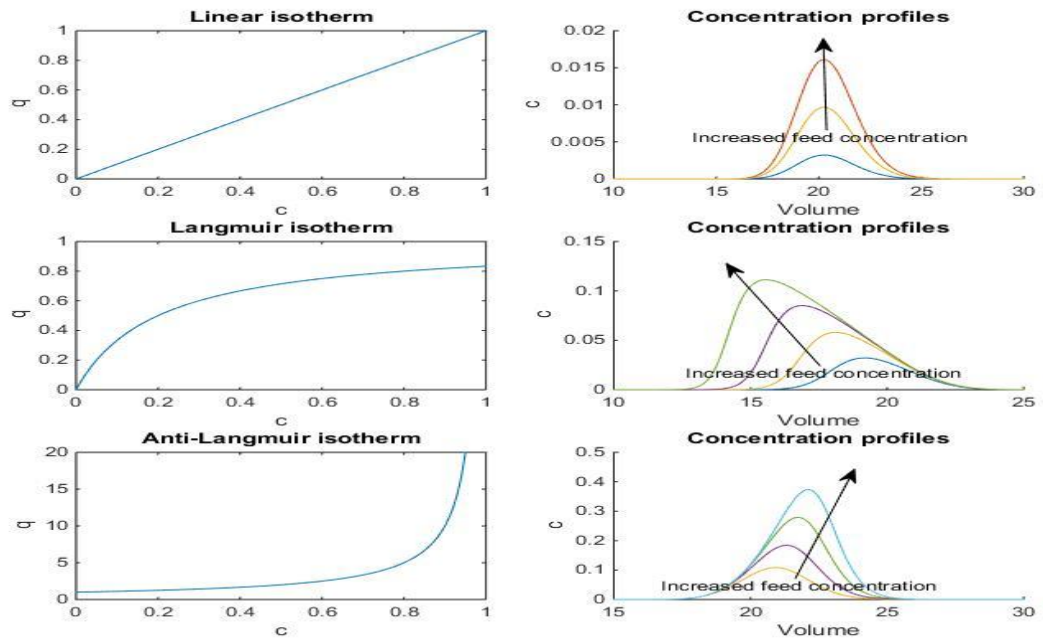 Linear isotherm
1
0.8
0.6
0.4
0.2
0
q
0 0.2 0.4 0.6 0.8 1
c
Concentration profiles
0.02
0.015
0.01
0.005
0
c
Increased feed concentration
10 15 20 25 30
Volume
Langmuir isotherm
1
0.8
0.6
0.4
0.2
0
q
0 0.2 0.4 0.6 0.8 1
c
Concentration profiles
0.15
0.1
0.05
0
c
Increased feed concentration
10 15 20 25
Volume
Anti-Langmuir isotherm
20
15
10
5
0
q
0 0.2 0.4 0.6 0.8 1
c
Concentration profiles
0.5
0.4
0.3
0.2
0.1
0
c
Increased feed concentration
15 20 25 30
Volume